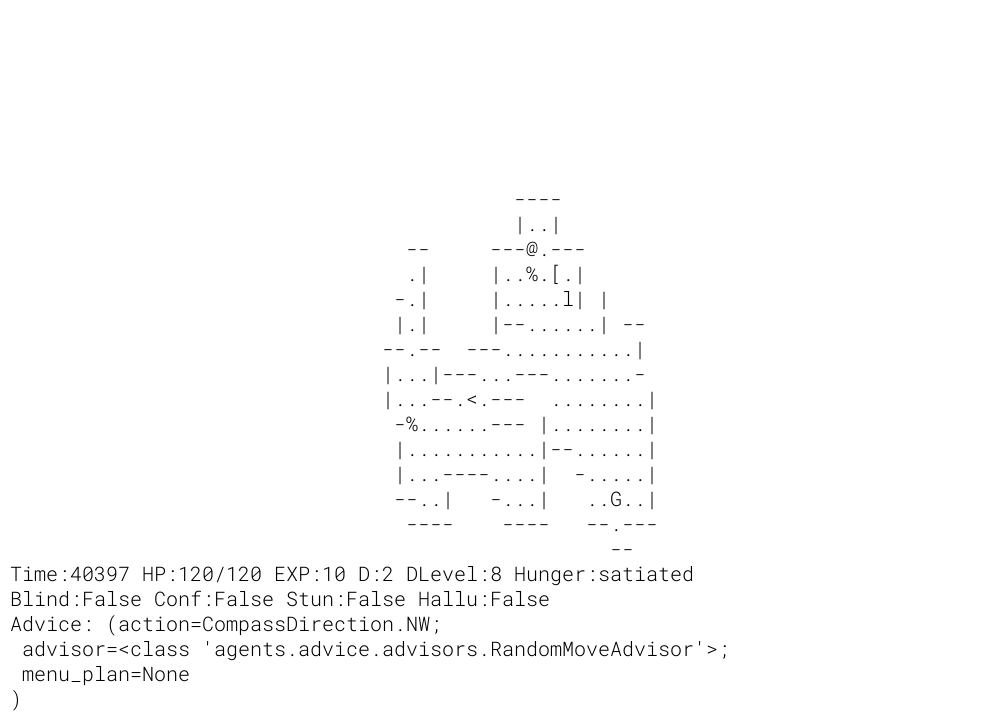 ----
                                            |..|
                                   --     ---@.---
                                   .|     |..%.[.|
                                  -.|     |.....l| |
                                  |.|     |--......| --
                                 --.--  ---...........|
                                 |...|---...---.......-
                                 |...--.<.---  ........|
                                  -%......--- |........|
                                  |...........|--......|
                                  |...----....|  -.....|
                                  --..|   -...|   ..G..|
                                   ----    ----   --.---
                                                    --
Time:40397 HP:120/120 EXP:10 D:2 DLevel:8 Hunger:satiated
Blind:False Conf:False Stun:False Hallu:False
Advice: (action=CompassDirection.NW;
 advisor=<class 'agents.advice.advisors.RandomMoveAdvisor'>;
 menu_plan=None
)